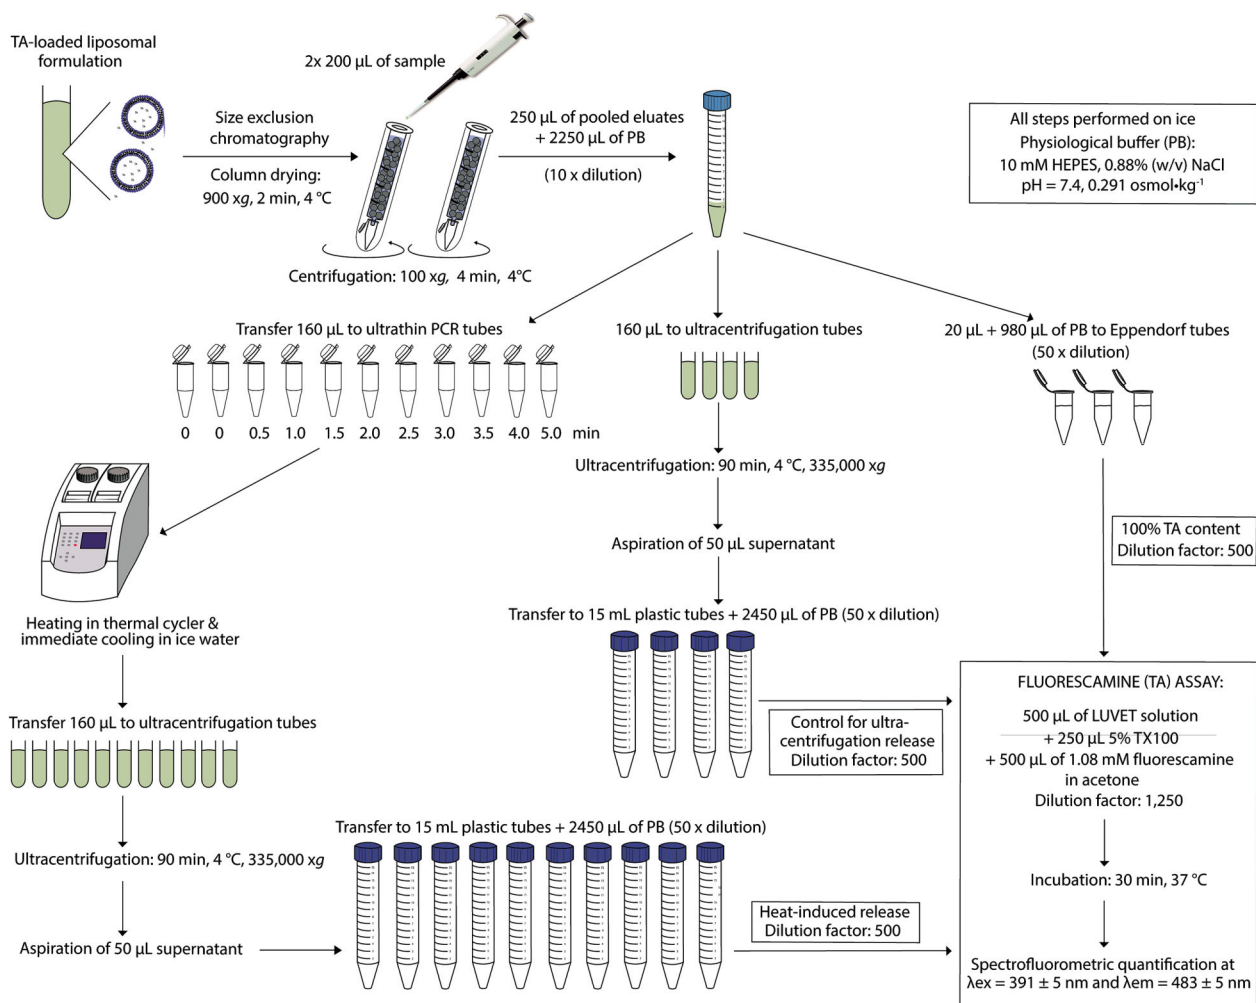 TA-loaded liposomal
formulation
Size exclusion
chromatography
Column drying:
900 xg, 2 min, 4 °C
2x 200 µL of sample
Centrifugation: 100 xg, 4 min, 4°C
250 µL of pooled eluates
+ 2250 µL of PB
(10 x dilution)
All steps performed on ice
Physiological buffer (PB):
10 mM HEPES, 0.88% (w/v) NaCl
pH = 7.4, 0.291 osmol•kg⁻¹
Transfer 160 µL to ultrathin PCR tubes
0 0 0.5 1.0 1.5 2.0 2.5 3.0 3.5 4.0 5.0 min
160 µL to ultracentrifugation tubes
20 µL + 980 µL of PB to Eppendorf tubes
(50 x dilution)
Ultracentrifugation: 90 min, 4 °C, 335,000 xg
Aspiration of 50 µL supernatant
Transfer to 15 mL plastic tubes + 2450 µL of PB (50 x dilution)
100% TA content
Dilution factor: 500
Heating in thermal cycler &
immediate cooling in ice water
Transfer 160 µL to ultracentrifugation tubes
Control for ultra-
centrifugation release
Dilution factor: 500
Ultracentrifugation: 90 min, 4 °C, 335,000 xg
Aspiration of 50 µL supernatant
Transfer to 15 mL plastic tubes + 2450 µL of PB (50 x dilution)
Heat-induced release
Dilution factor: 500
FLUORESCAMINE (TA) ASSAY:
500 µL of LUVET solution
+ 250 µL 5% TX100
+ 500 µL of 1.08 mM fluorescamine
in acetone
Dilution factor: 1,250
Incubation: 30 min, 37 °C
Spectrofluorometric quantification at
λex = 391 ± 5 nm and λem = 483 ± 5 nm